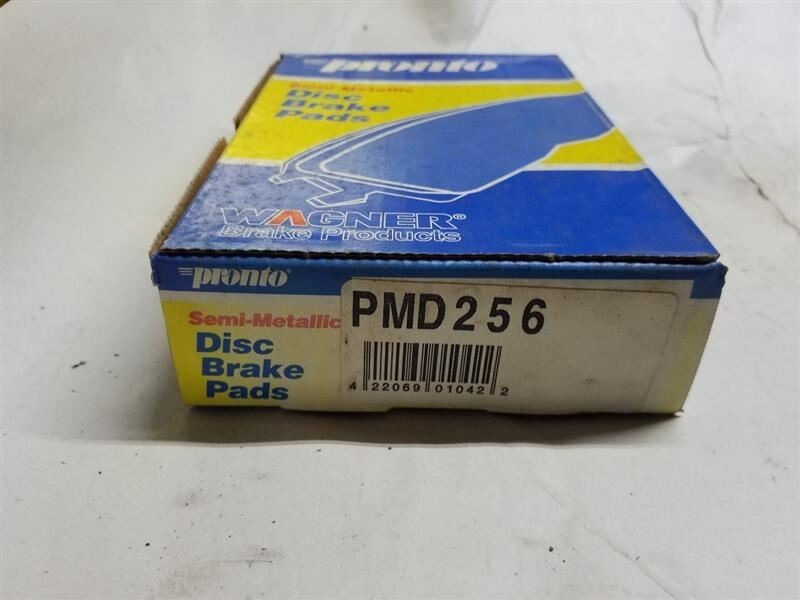 pronto
Semi-Metallic
Disc
Brake
Pads
WAGNER®
Brake Products
pronto®
Semi-Metallic
Disc
Brake
Pads
PMD256
4 22069 01042 2